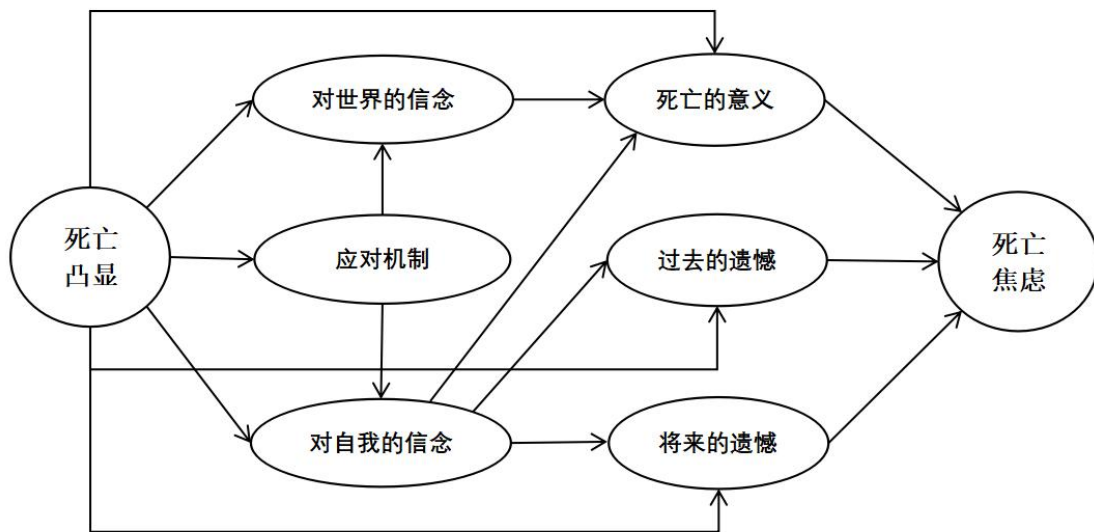 对世界的信念
死亡的意义
死亡
凸显
应对机制
过去的遗憾
死亡
焦虑
对自我的信念
将来的遗憾